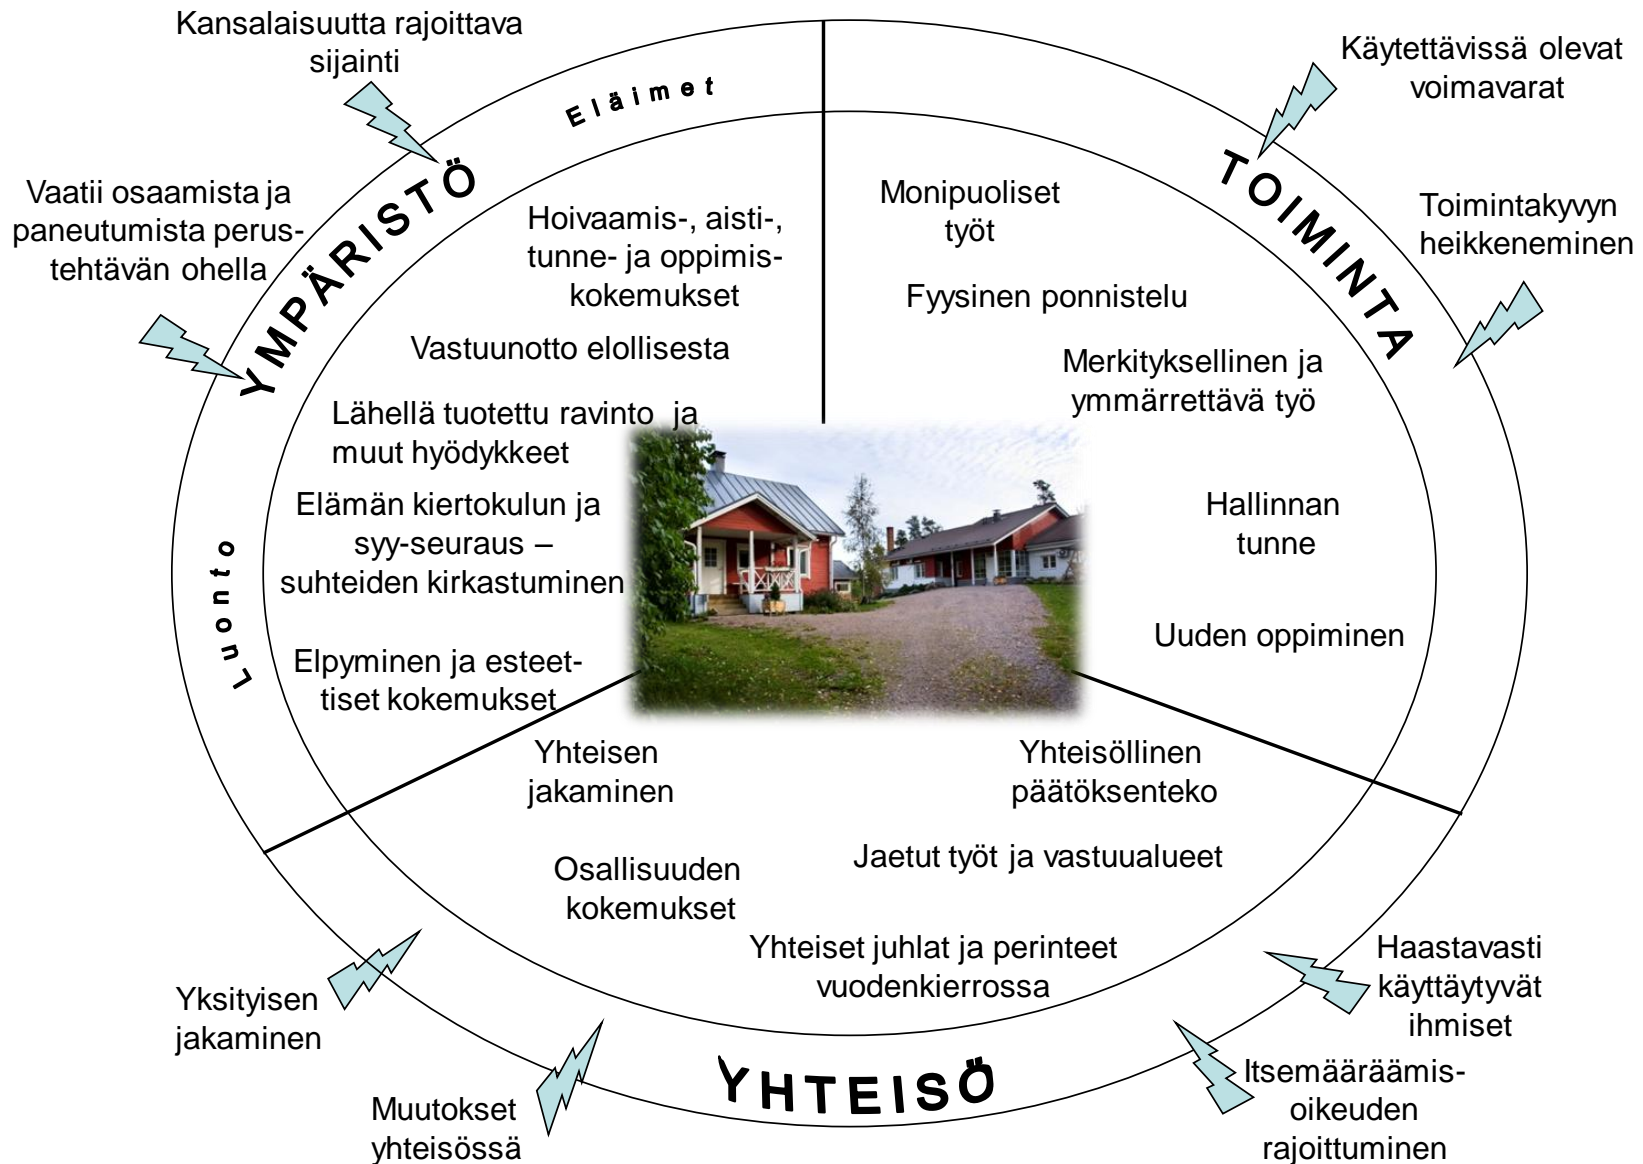 Kansalaisuutta rajoittava
sijainti
Vaatii osaamista ja
paneutumista perus-
tehtävän ohella
Eläimet
YMPÄRISTÖ
Luonto
Hoivaamis-, aisti-,
tunne- ja oppimis-
kokemukset
Vastuunotto elollisesta
Lähellä tuotettu ravinto ja
muut hyödykkeet
Elämän kiertokulun ja
syy-seuraus –
suhteiden kirkastuminen
Elpyminen ja esteet-
tiset kokemukset
Käytettävissä olevat
voimavarat
Toimintakyvyn
heikkeneminen
TOIMINTA
Monipuoliset
työt
Fyysinen ponnistelu
Merkityksellinen ja
ymmärrettävä työ
Hallinnan
tunne
Uuden oppiminen
Yhteisen
jakaminen
Yhteisöllinen
päätöksenteko
Osallisuuden
kokemukset
Jaetut työt ja vastuualueet
Yhteiset juhlat ja perinteet
vuodenkierrossa
YHTEISÖ
Yksityisen
jakaminen
Muutokset
yhteisössä
Haastavasti
käyttäytyvät
ihmiset
Itsemääräämis-
oikeuden
rajoittuminen